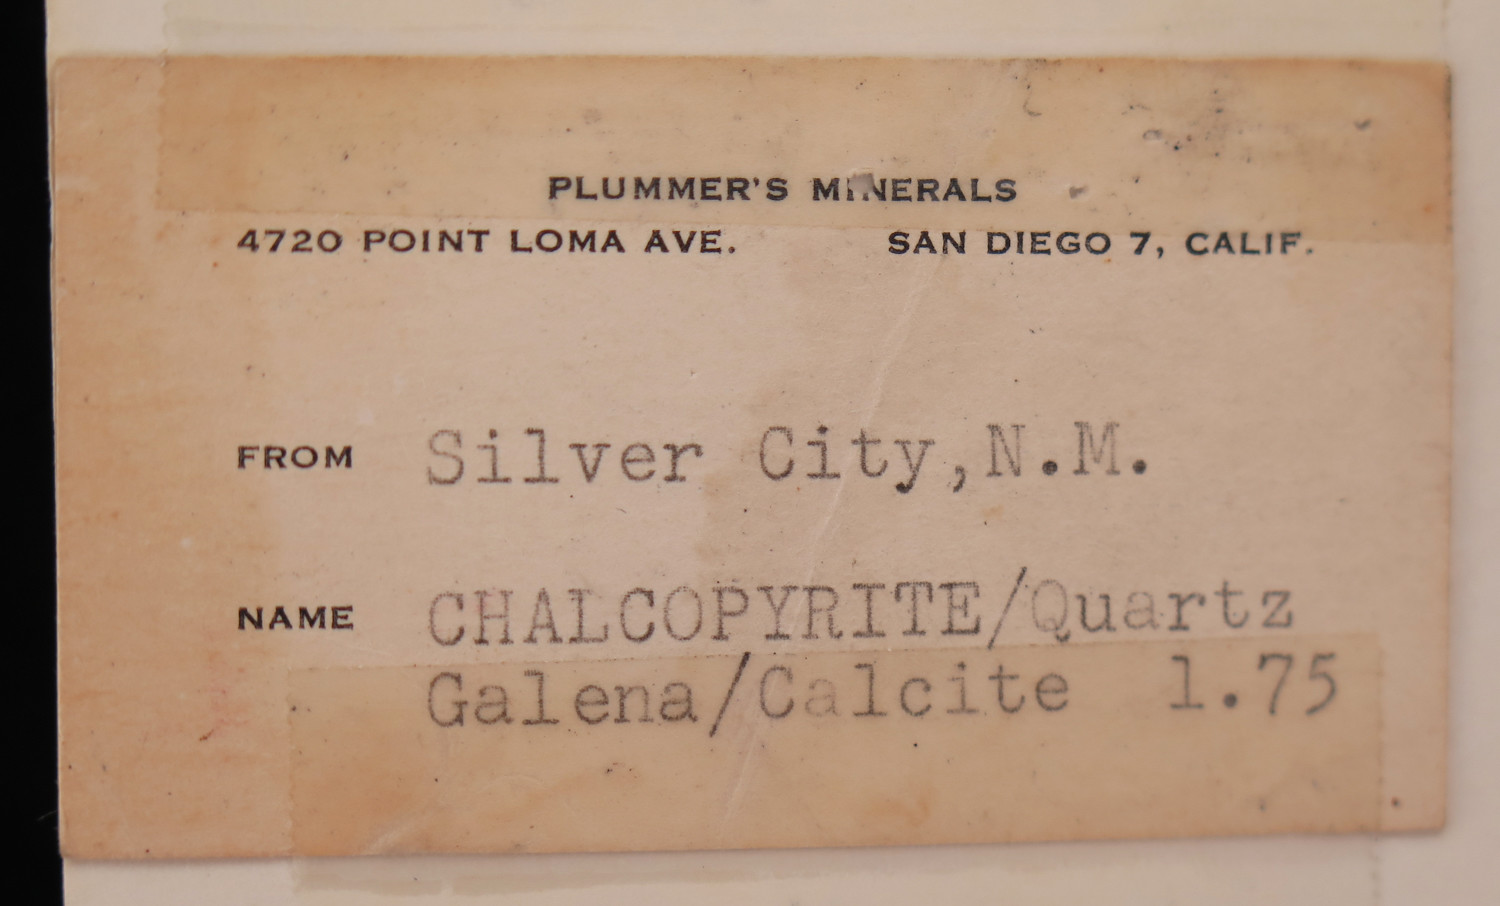 PLUMMER'S MINERALS
4720 POINT LOMA AVE. SAN DIEGO 7, CALIF.
FROM Silver City,N.M.
NAME CHALCOPYRITE/Quartz
Galena/Calcite 1.75